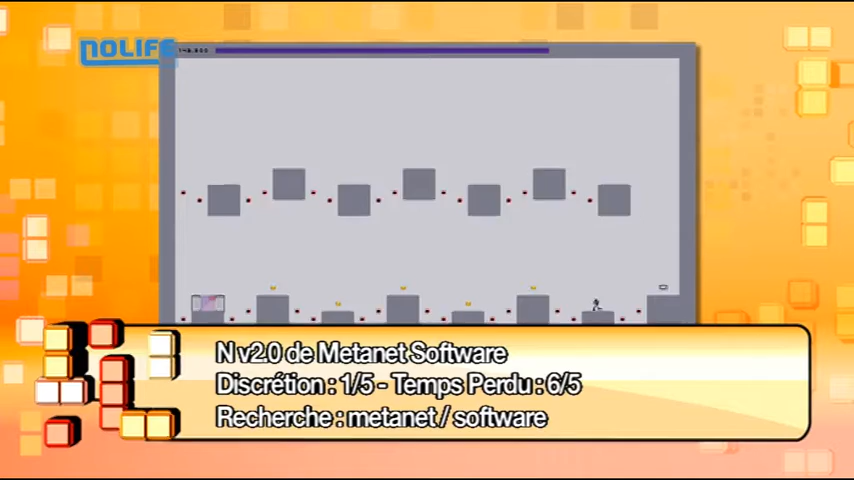 NOLIFE
N v2.0 de Metanet Software
Discrétion : 1/5 - Temps Perdu : 6/5
Recherche : metanet / software